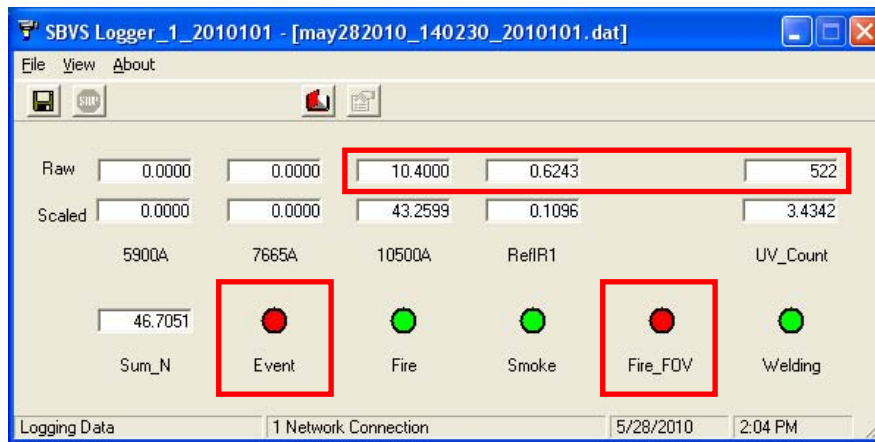 SBVS Logger_1_2010101 - [may282010_140230_2010101.dat]
File View About
STOP
Raw 0.0000 0.0000 10.4000 0.6243 522
Scaled 0.0000 0.0000 43.2599 0.1096 3.4342
5900A 7665A 10500A RefIR1 UV_Count
46.7051
Sum_N Event Fire Smoke Fire_FOV Welding
Logging Data 1 Network Connection 5/28/2010 2:04 PM